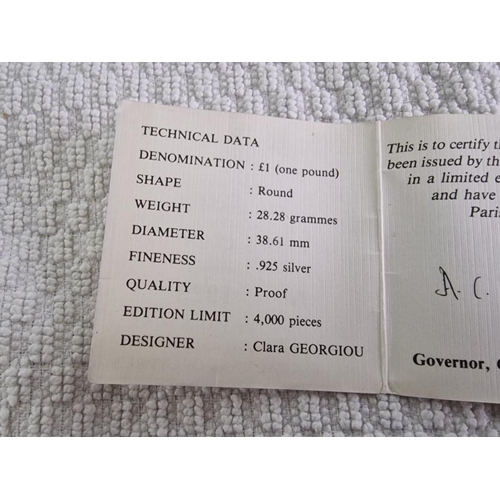 TECHNICAL DATA
DENOMINATION : £1 (one pound)
SHAPE : Round
WEIGHT : 28.28 grammes
DIAMETER : 38.61 mm
FINENESS : .925 silver
QUALITY : Proof
EDITION LIMIT : 4,000 pieces
DESIGNER : Clara GEORGIOU
This is to certify th
been issued by th
in a limited e
and have
Pari
A. C.
Governor,